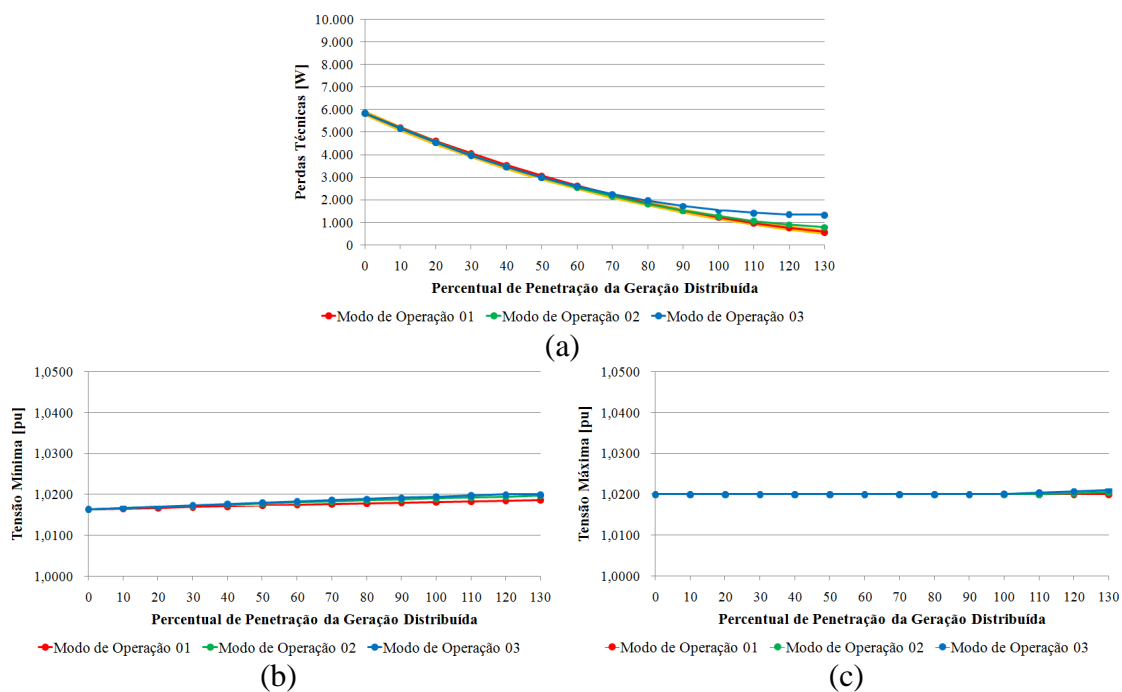 10.000
9.000
8.000
7.000
6.000
5.000
4.000
3.000
2.000
1.000
0
Perdas Técnicas [W]
0 10 20 30 40 50 60 70 80 90 100 110 120 130
Percentual de Penetração da Geração Distribuída
Modo de Operação 01 Modo de Operação 02 Modo de Operação 03
(a)
1,0500
1,0400
1,0300
1,0200
1,0100
1,0000
Tensão Mínima [pu]
0 10 20 30 40 50 60 70 80 90 100 110 120 130
Percentual de Penetração da Geração Distribuída
Modo de Operação 01 Modo de Operação 02 Modo de Operação 03
(b)
1,0500
1,0400
1,0300
1,0200
1,0100
1,0000
Tensão Máxima [pu]
0 10 20 30 40 50 60 70 80 90 100 110 120 130
Percentual de Penetração da Geração Distribuída
Modo de Operação 01 Modo de Operação 02 Modo de Operação 03
(c)